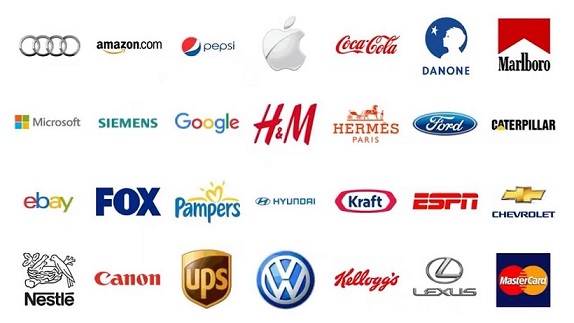 amazon.com
pepsi
Coca-Cola
DANONE
Marlboro
Microsoft
SIEMENS
Google
H&M
HERMÈS
PARIS
Ford
CATERPILLAR
ebay
FOX
Pampers
HYUNDAI
Kraft
ESPN
CHEVROLET
Nestlé
Canon
ups
VW
Kellogg's
LEXUS
MasterCard